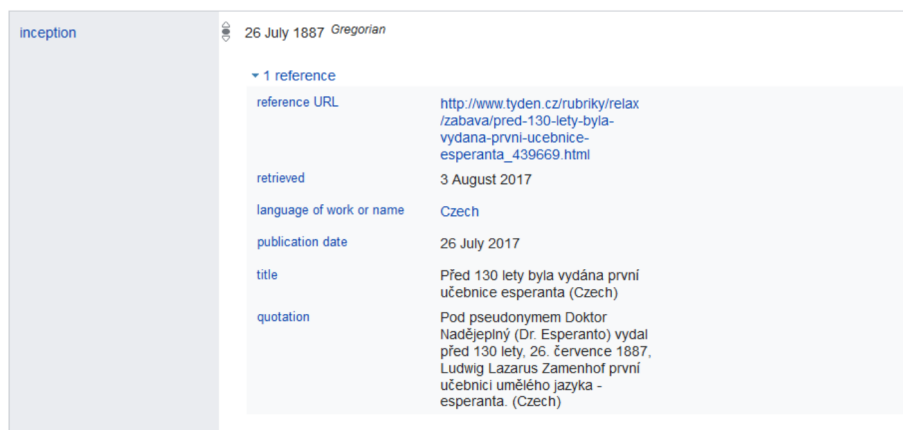 inception
26 July 1887 Gregorian
1 reference
reference URL
http://www.tyden.cz/rubriky/relax
/zabava/pred-130-lety-byla-
vydana-prvni-ucebnice-
esperanta_439669.html
retrieved
3 August 2017
language of work or name
Czech
publication date
26 July 2017
title
Před 130 lety byla vydána první
učebnice esperanta (Czech)
quotation
Pod pseudonymem Doktor
Nadějeplný (Dr. Esperanto) vydal
před 130 lety, 26. července 1887,
Ludwig Lazarus Zamenhof první
učebnici umělého jazyka -
esperanta. (Czech)